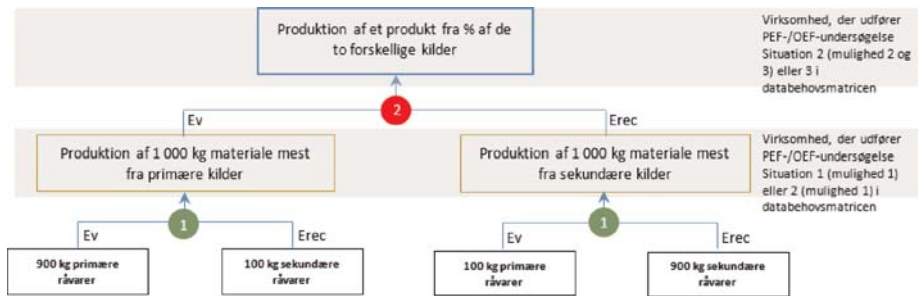 Produktion af et produkt fra % af de
to forskellige kilder
Virksomhed, der udfører
PEF-/OEF-undersøgelse
Situation 2 (mulighed 2 og
3) eller 3 i
databehovsmatricen
2
Ev
Erec
Produktion af 1 000 kg materiale mest
fra primære kilder
Produktion af 1 000 kg materiale mest
fra sekundære kilder
Virksomhed, der udfører
PEF-/OEF-undersøgelse
Situation 1 (mulighed 1)
eller 2 (mulighed 1) i
databehovsmatricen
1
1
Ev
Erec
Ev
Erec
900 kg primære
råvarer
100 kg sekundære
råvarer
100 kg primære
råvarer
900 kg sekundære
råvarer